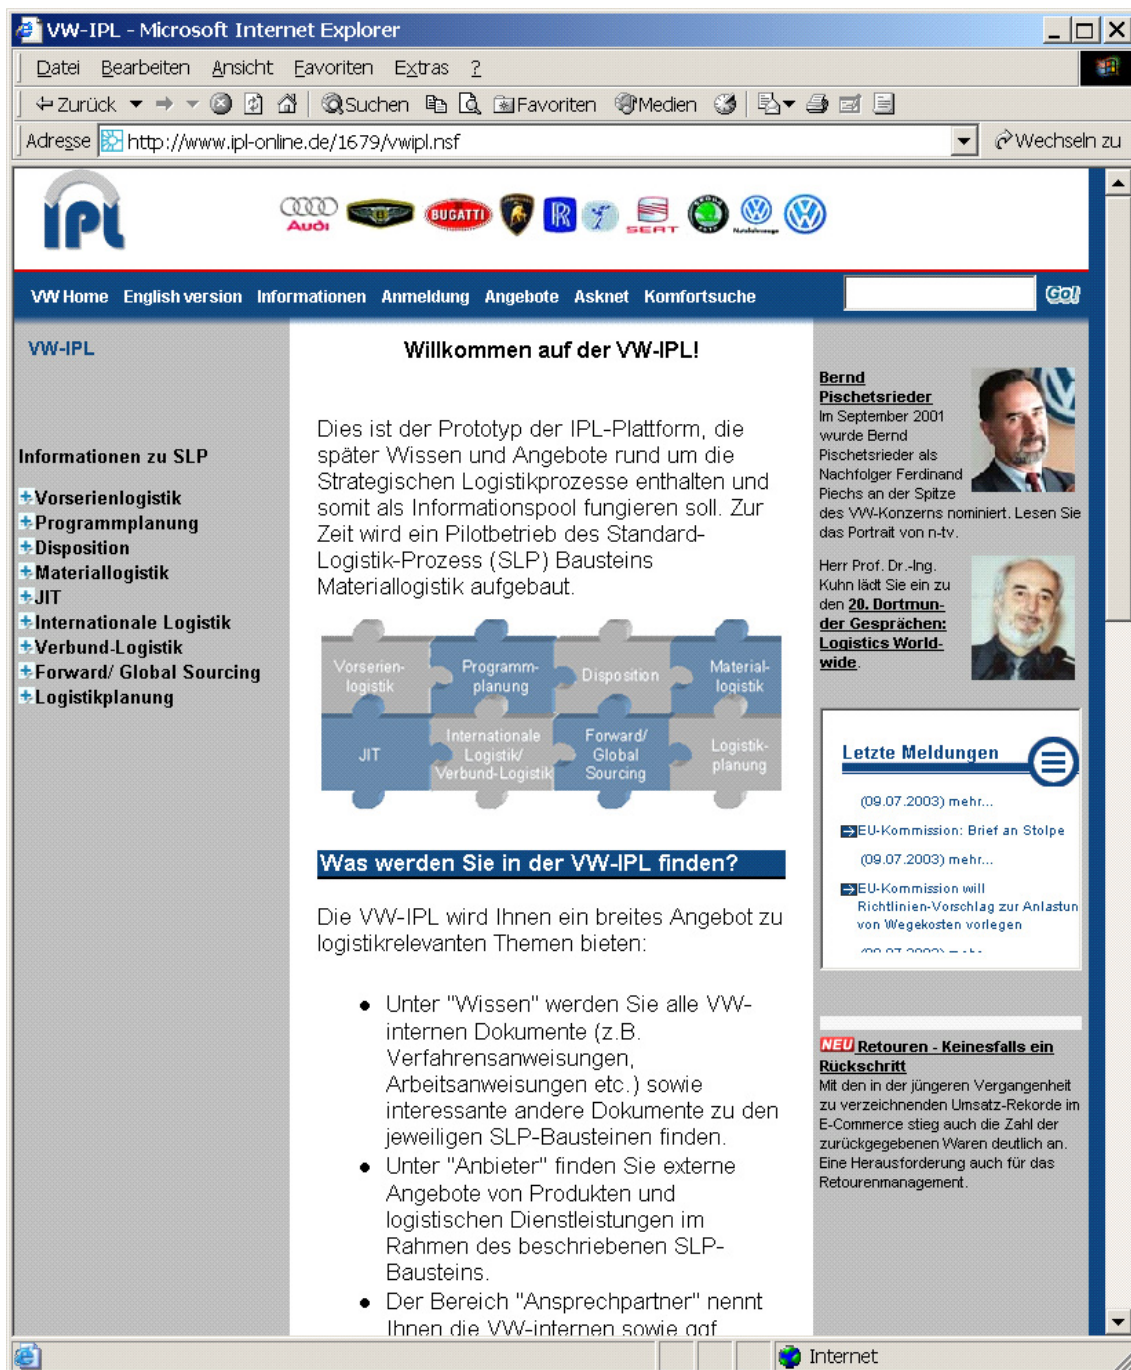 VW-IPL - Microsoft Internet Explorer
Datei Bearbeiten Ansicht Favoriten Extras ?
Zurück Suchen Favoriten Medien
Adresse http://www.ipl-online.de/1679/vwipl.nsf Wechseln zu
IPL
Audi
BUGATTI
SEAT
VW Home English version Informationen Anmeldung Angebote Asknet Komfortsuche Go!
VW-IPL
Informationen zu SLP
Vorserienlogistik
Programmplanung
Disposition
Materiallogistik
JIT
Internationale Logistik
Verbund-Logistik
Forward/ Global Sourcing
Logistikplanung
Willkommen auf der VW-IPL!
Dies ist der Prototyp der IPL-Plattform, die
später Wissen und Angebote rund um die
Strategischen Logistikprozesse enthalten und
somit als Informationspool fungieren soll. Zur
Zeit wird ein Pilotbetrieb des Standard-
Logistik-Prozess (SLP) Bausteins
Materiallogistik aufgebaut.
Vorserien-
logistik
Programm-
planung
Disposition
Material-
logistik
JIT
Internationale
Logistik/
Verbund-Logistik
Forward/
Global
Sourcing
Logistik-
planung
Was werden Sie in der VW-IPL finden?
Die VW-IPL wird Ihnen ein breites Angebot zu
logistikrelevanten Themen bieten:
• Unter "Wissen" werden Sie alle VW-
internen Dokumente (z.B.
Verfahrensanweisungen,
Arbeitsanweisungen etc.) sowie
interessante andere Dokumente zu den
jeweiligen SLP-Bausteinen finden.
• Unter "Anbieter" finden Sie externe
Angebote von Produkten und
logistischen Dienstleistungen im
Rahmen des beschriebenen SLP-
Bausteins.
• Der Bereich "Ansprechpartner" nennt
Ihnen die VW-internen sowie ggf
Bernd
Pischetsrieder
Im September 2001
wurde Bernd
Pischetsrieder als
Nachfolger Ferdinand
Piechs an der Spitze
des VW-Konzerns nominiert. Lesen Sie
das Portrait von n-tv.
Herr Prof. Dr.-Ing.
Kuhn lädt Sie ein zu
den 20. Dortmun-
der Gesprächen:
Logistics World-
wide.
Letzte Meldungen
(09.07.2003) mehr...
EU-Kommission: Brief an Stolpe
(09.07.2003) mehr...
EU-Kommission will
Richtlinien-Vorschlag zur Anlastun
von Wegekosten vorlegen
(09.07.2003) mehr
NEU Retouren - Keinesfalls ein
Rückschritt
Mit den in der jüngeren Vergangenheit
zu verzeichnenden Umsatz-Rekorde im
E-Commerce stieg auch die Zahl der
zurückgegebenen Waren deutlich an.
Eine Herausforderung auch für das
Retourenmanagement.
Internet